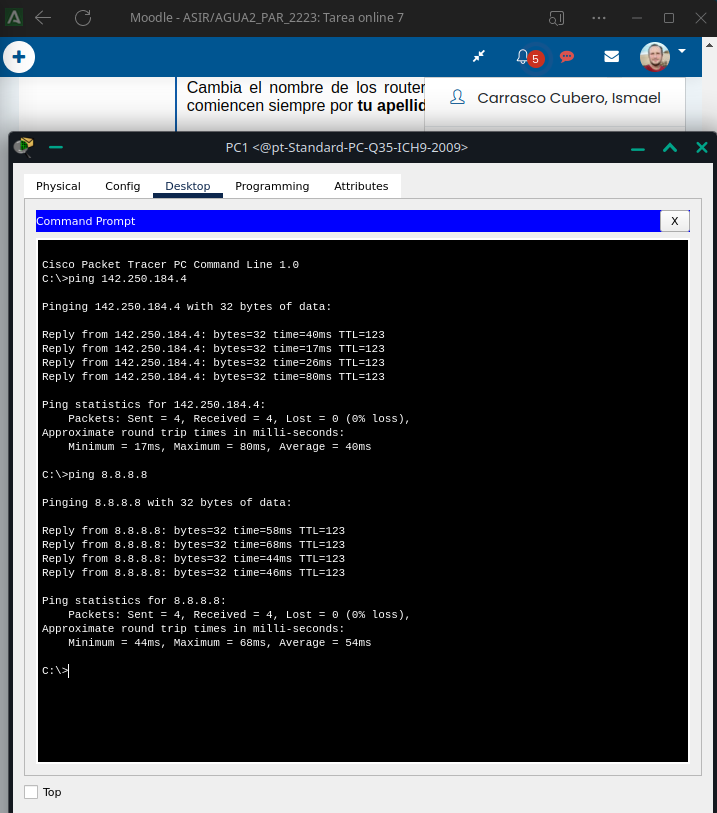 Moodle - ASIR/AGUA2_PAR_2223: Tarea online 7
5
Cambia el nombre de los router
comiencen siempre por tu apellid
Carrasco Cubero, Ismael
PC1 <@pt-Standard-PC-Q35-ICH9-2009>
Physical Config Desktop Programming Attributes
Command Prompt X
Cisco Packet Tracer PC Command Line 1.0
C:\>ping 142.250.184.4
Pinging 142.250.184.4 with 32 bytes of data:
Reply from 142.250.184.4: bytes=32 time=40ms TTL=123
Reply from 142.250.184.4: bytes=32 time=17ms TTL=123
Reply from 142.250.184.4: bytes=32 time=26ms TTL=123
Reply from 142.250.184.4: bytes=32 time=80ms TTL=123
Ping statistics for 142.250.184.4:
Packets: Sent = 4, Received = 4, Lost = 0 (0% loss),
Approximate round trip times in milli-seconds:
Minimum = 17ms, Maximum = 80ms, Average = 40ms
C:\>ping 8.8.8.8
Pinging 8.8.8.8 with 32 bytes of data:
Reply from 8.8.8.8: bytes=32 time=58ms TTL=123
Reply from 8.8.8.8: bytes=32 time=68ms TTL=123
Reply from 8.8.8.8: bytes=32 time=44ms TTL=123
Reply from 8.8.8.8: bytes=32 time=46ms TTL=123
Ping statistics for 8.8.8.8:
Packets: Sent = 4, Received = 4, Lost = 0 (0% loss),
Approximate round trip times in milli-seconds:
Minimum = 44ms, Maximum = 68ms, Average = 54ms
C:\>
Top